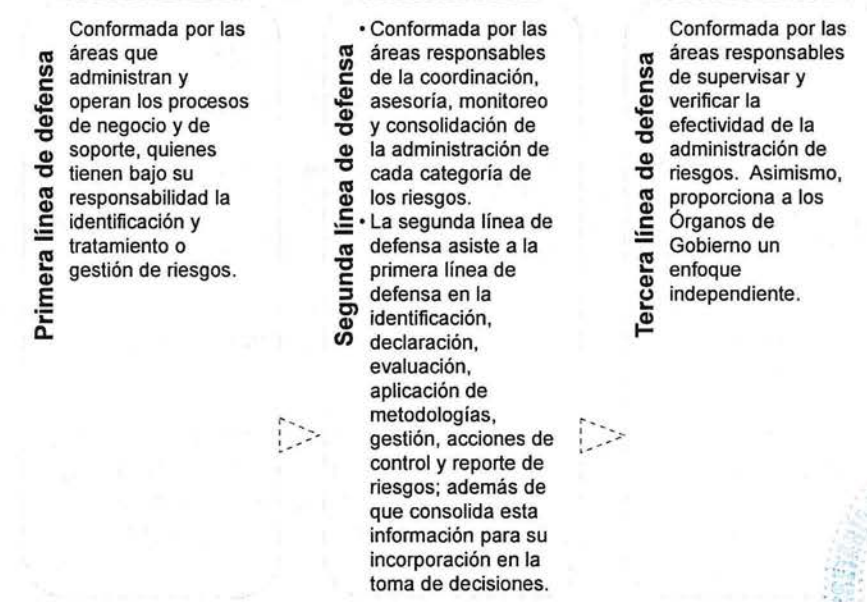 Primera línea de defensa
Conformada por las
áreas que
administran y
operan los procesos
de negocio y de
soporte, quienes
tienen bajo su
responsabilidad la
identificación y
tratamiento o
gestión de riesgos.
Segunda línea de defensa
• Conformada por las
áreas responsables
de la coordinación,
asesoría, monitoreo
y consolidación de
la administración de
cada categoría de
los riesgos.
• La segunda línea de
defensa asiste a la
primera línea de
defensa en la
identificación,
declaración,
evaluación,
aplicación de
metodologías,
gestión, acciones de
control y reporte de
riesgos; además de
que consolida esta
información para su
incorporación en la
toma de decisiones.
Tercera línea de defensa
Conformada por las
áreas responsables
de supervisar y
verificar la
efectividad de la
administración de
riesgos. Asimismo,
proporciona a los
Órganos de
Gobierno un
enfoque
independiente.